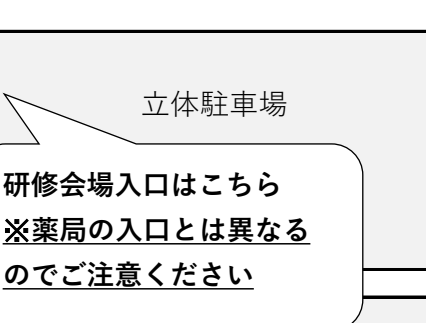 立体駐車場
研修会場入口はこちら
※薬局の入口とは異なる
のでご注意ください